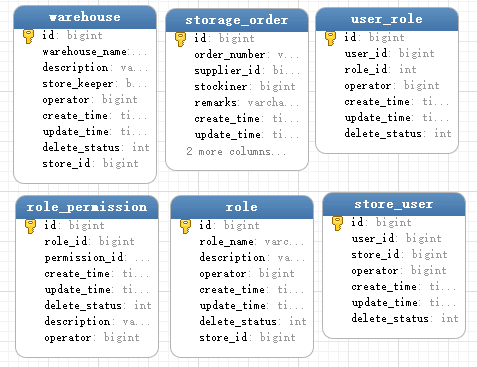 warehouse
id: bigint
warehouse_name:...
description: va...
store_keeper: b...
operator: bigint
create_time: ti...
update_time: ti...
delete_status: int
store_id: bigint
storage_order
id: bigint
order_number: v...
supplier_id: bi...
stockiner: bigint
remarks: varcha...
create_time: ti...
update_time: ti...
2 more columns...
user_role
id: bigint
user_id: bigint
role_id: int
operator: bigint
create_time: ti...
update_time: ti...
delete_status: int
role_permission
id: bigint
role_id: bigint
permission_id: ...
create_time: ti...
update_time: ti...
delete_status: int
description: va...
operator: bigint
role
id: bigint
role_name: varc...
description: va...
operator: bigint
create_time: ti...
update_time: ti...
delete_status: int
store_id: bigint
store_user
id: bigint
user_id: bigint
store_id: bigint
operator: bigint
create_time: ti...
update_time: ti...
delete_status: int